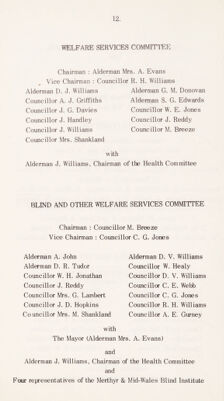 12.
WELFARE SERVICES COMMITTEE
Chairman : Alderman Mrs. A. Evans
Vice Chairman : Councillor R. H. Williams
Alderman D. J. Williams Alderman G. M. Donovan
Councillor A. J. Griffiths Alderman S. G. Edwards
Councillor J. G. Davies Councillor W. E. Jones
Councillor J. Handley Councillor J. Reddy
Councillor J. Williams Councillor M. Breeze
Councillor Mrs. Shankland
with
Alderman J. Williams, Chairman of the Health Committee
BLIND AND OTHER WELFARE SERVICES COMMITTEE
Chairman : Councillor M. Breeze
Vice Chairman : Councillor C. G. Jones
Alderman A. John Alderman D. V. Williams
Alderman D. R. Tudor Councillor W. Healy
Councillor W. H. Jonathan Councillor D. V. Williams
Councillor J. Reddy Councillor C. E. Webb
Councillor Mrs. G. Lambert Councillor C. G. Jones
Councillor J. D. Hopkins Councillor R. H. Williams
Councillor Mrs. M. Shankland Councillor A. E. Gurney
with
The Mayor (Alderman Mrs. A. Evans)
and
Alderman J. Williams, Chairman of the Health Committee
and
Four representatives of the Merthyr & Mid-Wales Blind Institute